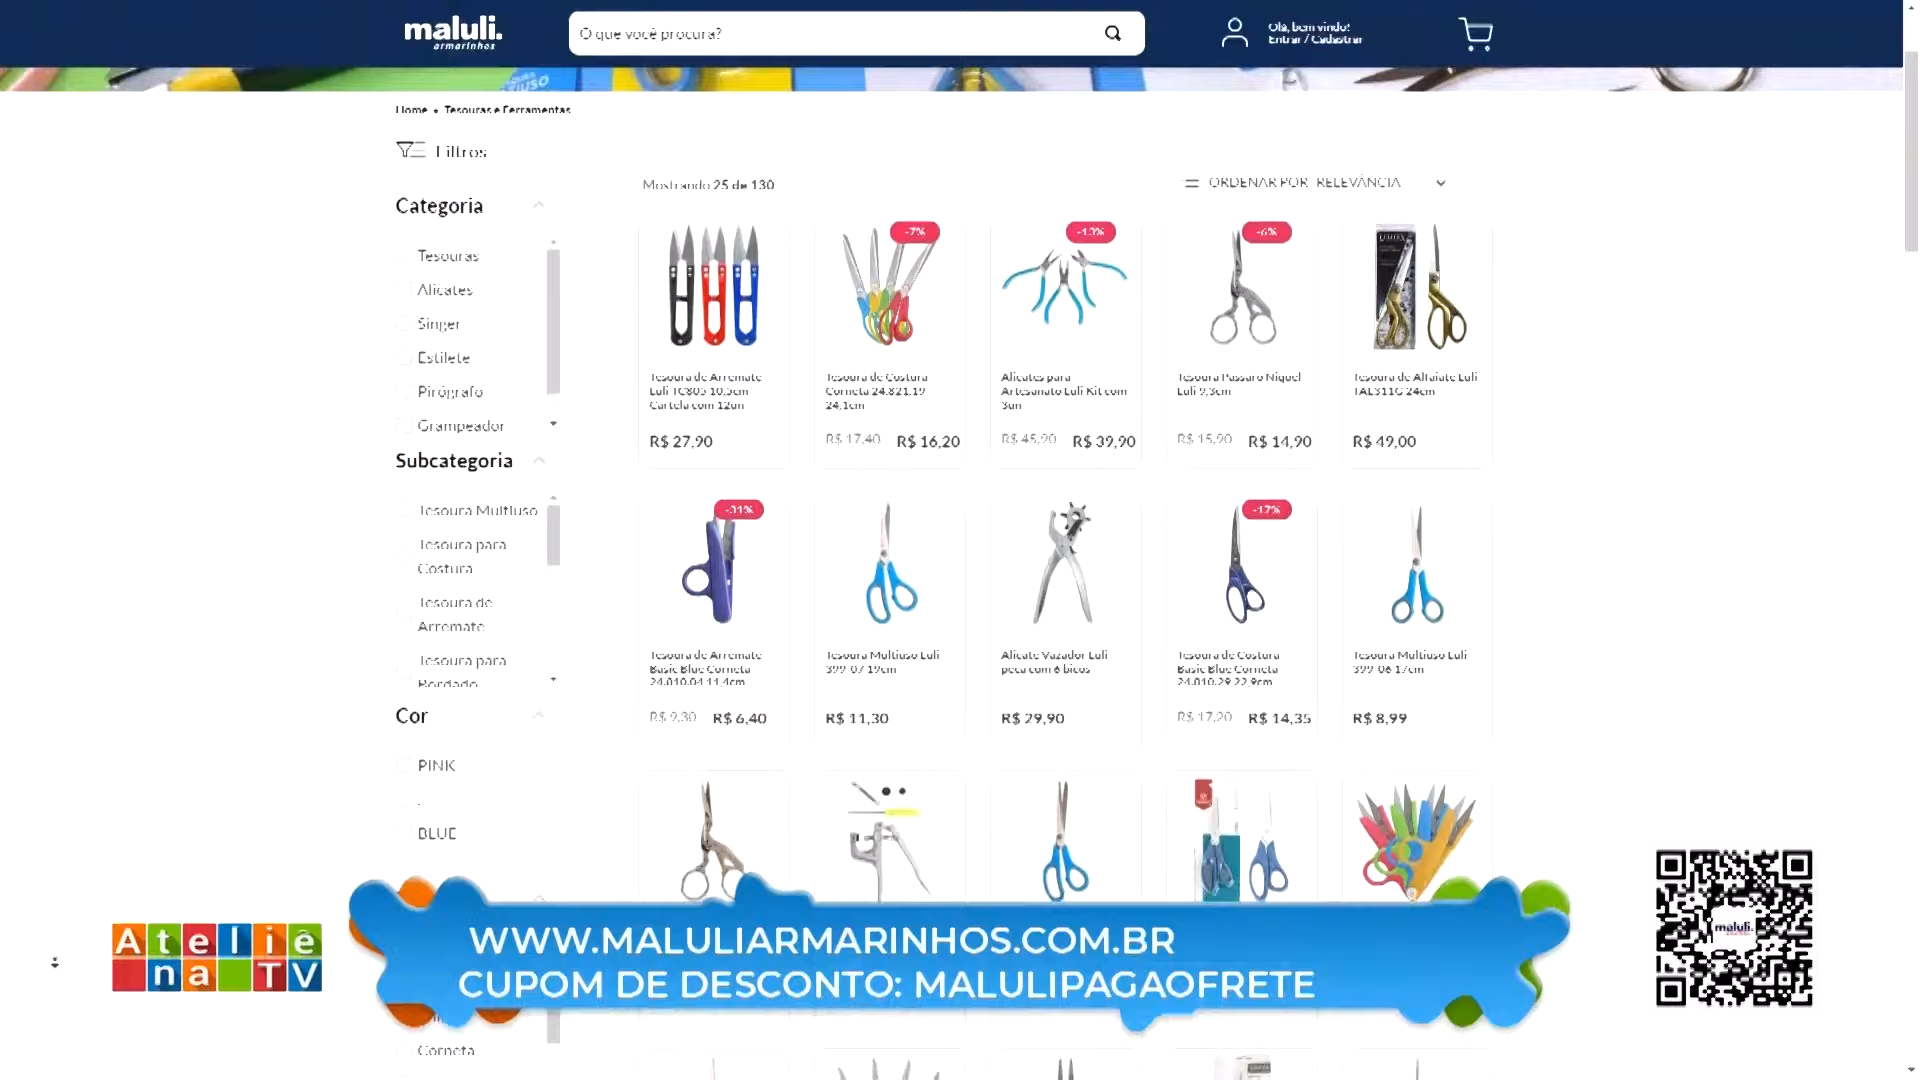 maluli.
armarinhos
O que você procura?
Olá, bem vindo!
Entrar / Cadastrar
Home • Tesouras e Ferramentas
Filtros
Mostrando 25 de 130
ORDENAR POR RELEVÂNCIA
Categoria
Tesouras
Alicates
Singer
Estilete
Pirógrafo
Grampeador
Subcategoria
Tesoura Multiuso
Tesoura para
Costura
Tesoura de
Arremate
Tesoura para
Bordado
Cor
PINK
.
BLUE
Corneta
Tesoura de Arremate
Luli TC805 10,5cm
Cartela com 12un
R$ 27,90
-7%
Tesoura de Costura
Corneta 24.821.19
24,1cm
R$ 17,40 R$ 16,20
-13%
Alicates para
Artesanato Luli Kit com
3un
R$ 45,90 R$ 39,90
-6%
Tesoura Pássaro Níquel
Luli 9,3cm
R$ 15,90 R$ 14,90
Tesoura de Alfaiate Luli
TAL311G 24cm
R$ 49,00
-31%
Tesoura de Arremate
Basic Blue Corneta
24.810.04 11,4cm
R$ 9,30 R$ 6,40
Tesoura Multiuso Luli
399-07 19cm
R$ 11,30
Alicate Vazador Luli
peça com 6 bicos
R$ 29,90
-17%
Tesoura de Costura
Basic Blue Corneta
24.810.29 22,9cm
R$ 17,20 R$ 14,35
Tesoura Multiuso Luli
399-06 17cm
R$ 8,99
Ateliê
na TV
WWW.MALULIARMARINHOS.COM.BR
CUPOM DE DESCONTO: MALULIPAGAOFRETE
maluli.